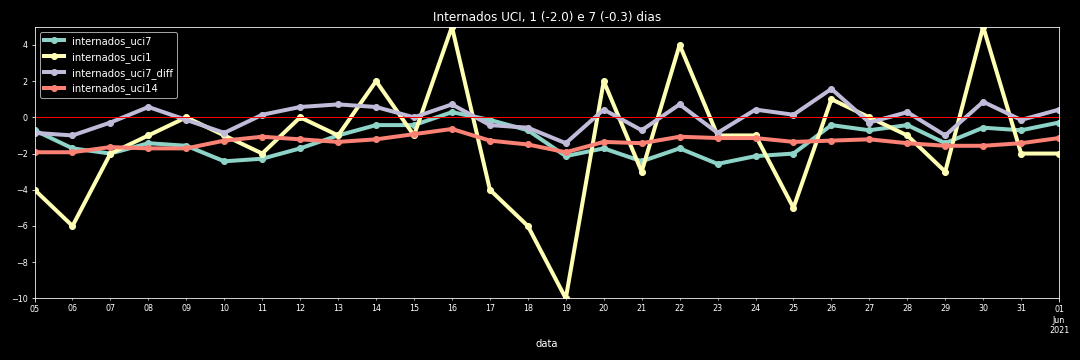 Internados UCI, 1 (-2.0) e 7 (-0.3) dias
internados_uci7
internados_uci1
internados_uci7_diff
internados_uci14
4
2
0
−2
−4
−6
−8
−10
05 06 07 08 09 10 11 12 13 14 15 16 17 18 19 20 21 22 23 24 25 26 27 28 29 30 31 01
Jun
2021
data